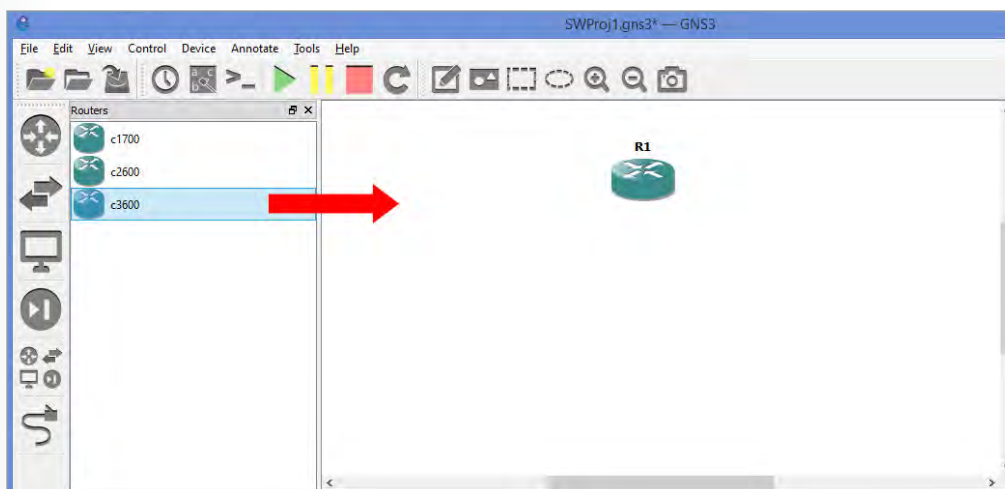 SWProj1.gns3* — GNS3
File Edit View Control Device Annotate Tools Help
Routers
c1700
c2600
c3600
R1